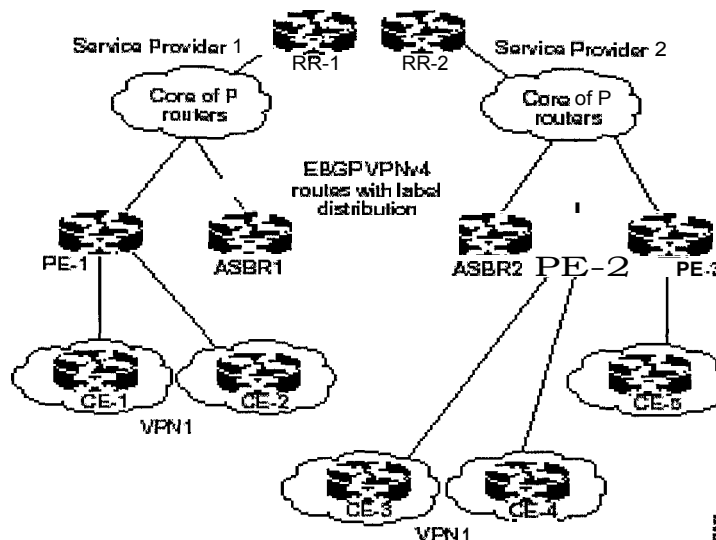 Service Provider 1
RR-1
RR-2
Service Provider 2
Core of P
routers
Core of P
routers
EBGP VPNv4
routes with label
distribution
PE-1
ASBR1
ASBR2
PE-2
PE-3
CE-1
CE-2
VPN1
CE-5
CE-3
CE-4
VPN1